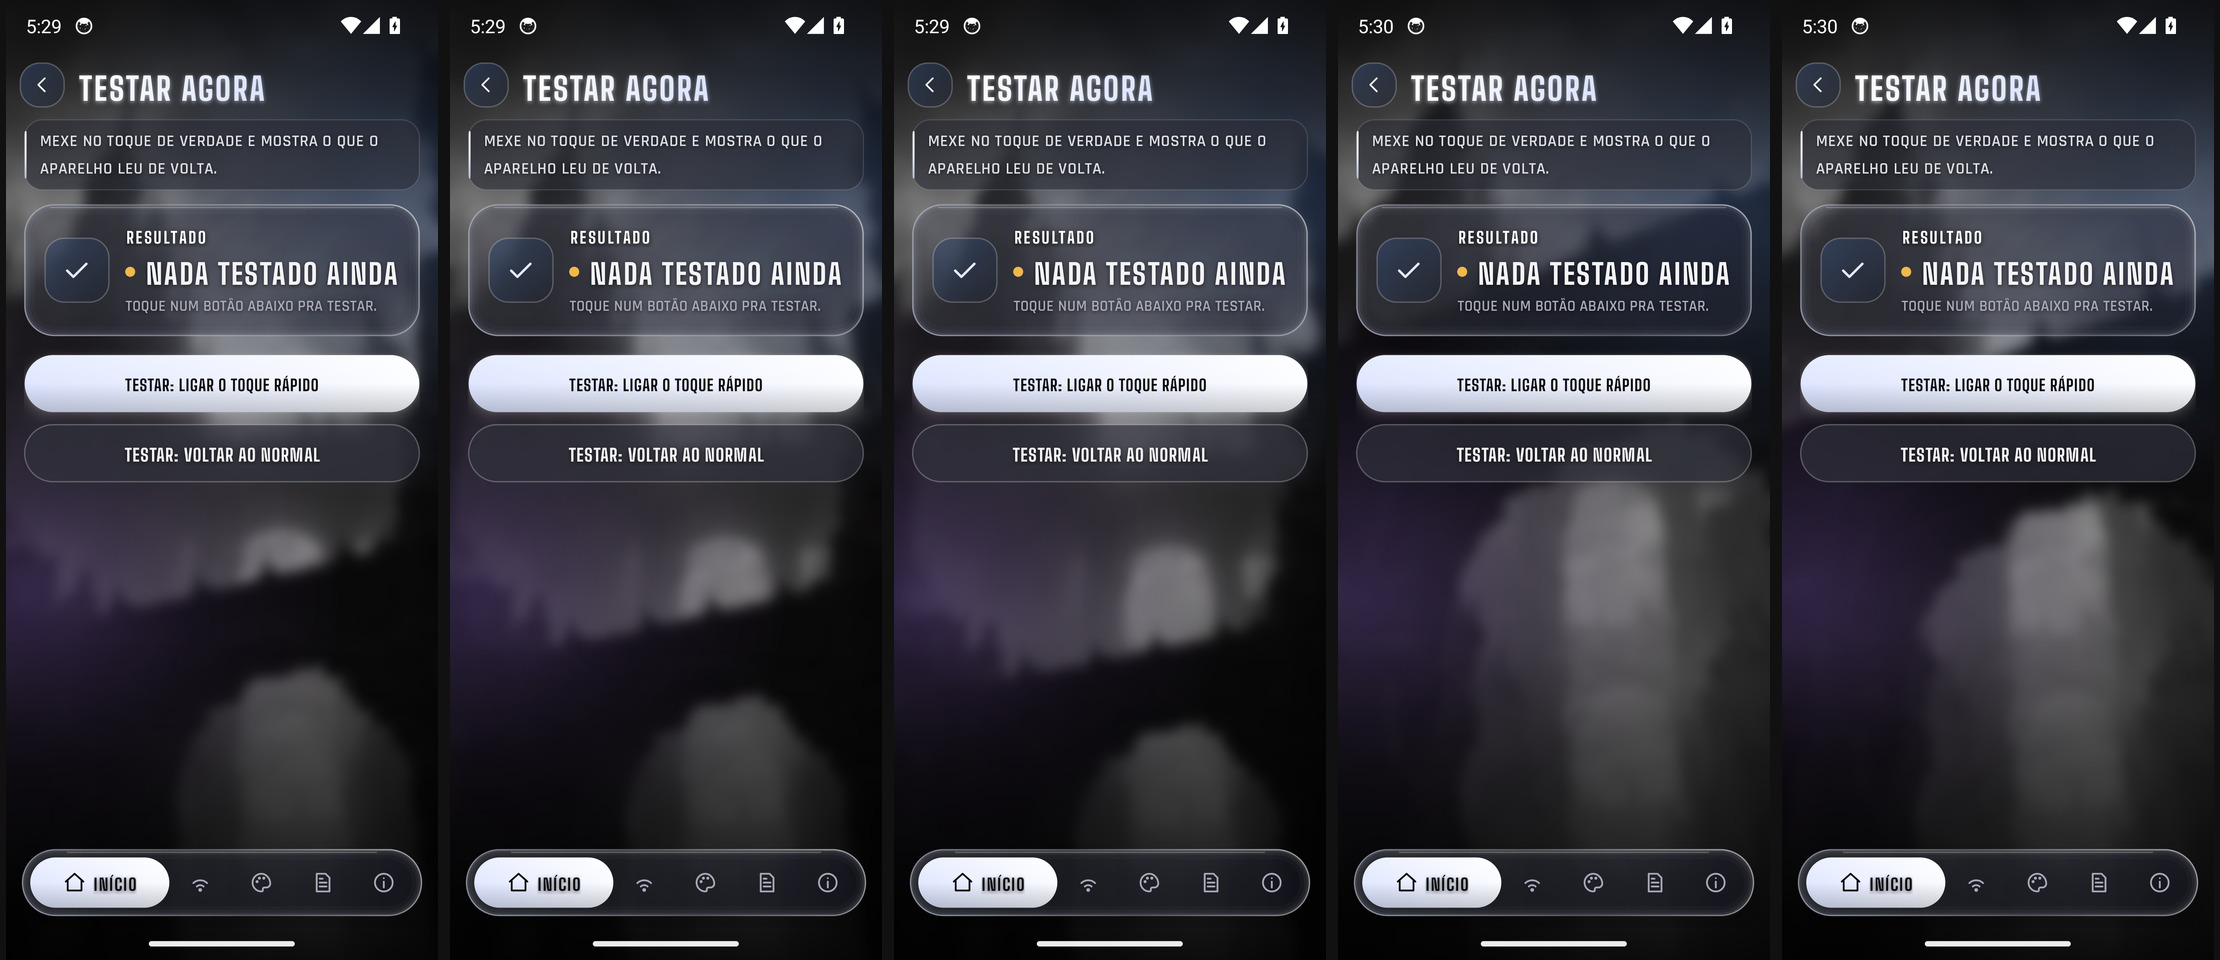 5:29
TESTAR AGORA
MEXE NO TOQUE DE VERDADE E MOSTRA O QUE O
APARELHO LEU DE VOLTA.
RESULTADO
NADA TESTADO AINDA
TOQUE NUM BOTÃO ABAIXO PRA TESTAR.
TESTAR: LIGAR O TOQUE RÁPIDO
TESTAR: VOLTAR AO NORMAL
INÍCIO
5:29
TESTAR AGORA
MEXE NO TOQUE DE VERDADE E MOSTRA O QUE O
APARELHO LEU DE VOLTA.
RESULTADO
NADA TESTADO AINDA
TOQUE NUM BOTÃO ABAIXO PRA TESTAR.
TESTAR: LIGAR O TOQUE RÁPIDO
TESTAR: VOLTAR AO NORMAL
INÍCIO
5:29
TESTAR AGORA
MEXE NO TOQUE DE VERDADE E MOSTRA O QUE O
APARELHO LEU DE VOLTA.
RESULTADO
NADA TESTADO AINDA
TOQUE NUM BOTÃO ABAIXO PRA TESTAR.
TESTAR: LIGAR O TOQUE RÁPIDO
TESTAR: VOLTAR AO NORMAL
INÍCIO
5:30
TESTAR AGORA
MEXE NO TOQUE DE VERDADE E MOSTRA O QUE O
APARELHO LEU DE VOLTA.
RESULTADO
NADA TESTADO AINDA
TOQUE NUM BOTÃO ABAIXO PRA TESTAR.
TESTAR: LIGAR O TOQUE RÁPIDO
TESTAR: VOLTAR AO NORMAL
INÍCIO
5:30
TESTAR AGORA
MEXE NO TOQUE DE VERDADE E MOSTRA O QUE O
APARELHO LEU DE VOLTA.
RESULTADO
NADA TESTADO AINDA
TOQUE NUM BOTÃO ABAIXO PRA TESTAR.
TESTAR: LIGAR O TOQUE RÁPIDO
TESTAR: VOLTAR AO NORMAL
INÍCIO